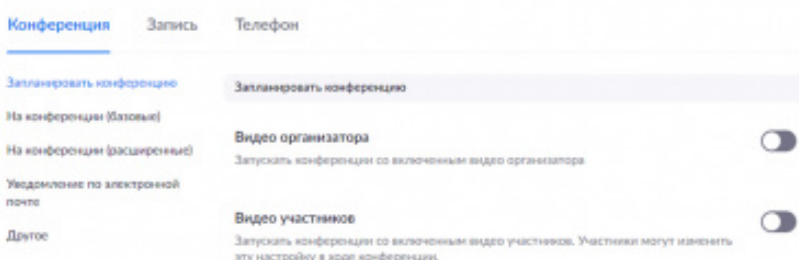 Конференция Запись Телефон
Запланировать конференцию
На конференции (базовые)
На конференции (расширенные)
Уведомление по электронной
почте
Другое
Запланировать конференцию
Видео организатора
Запускать конференции со включенным видео организатора
Видео участников
Запускать конференции со включенным видео участников. Участники могут изменить
эту настройку в ходе конференции.